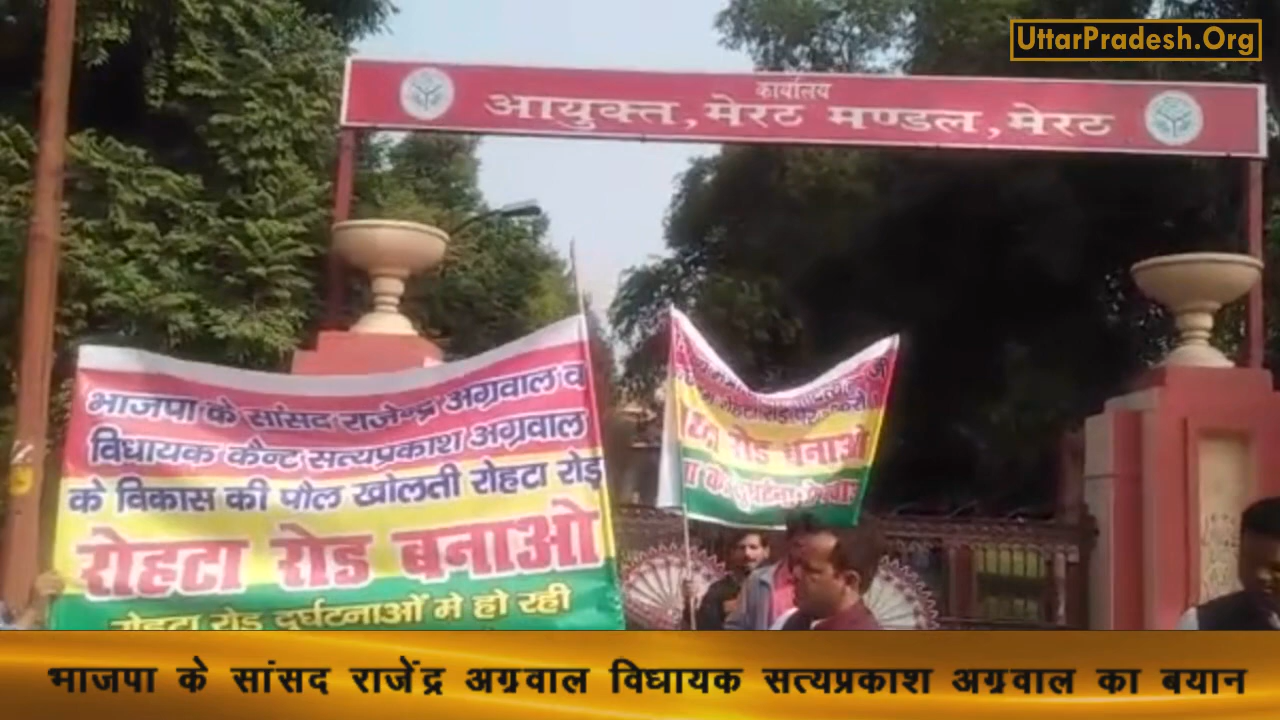 UttarPradesh.Org
कार्यालय
आयुक्त, मेरठ मण्डल, मेरठ
भाजपा के सांसद राजेन्द्र अग्रवाल व
विधायक कैन्ट सत्यप्रकाश अग्रवाल
के विकास की पौल खोलती रोहटा रोड़
रोहटा रोड बनाओ
रोहटा रोड दुर्घटनाओं मे हो रही
रोड बनाओ
भाजपा के सांसद राजेंद्र अग्रवाल विधायक सत्यप्रकाश अग्रवाल का बयान